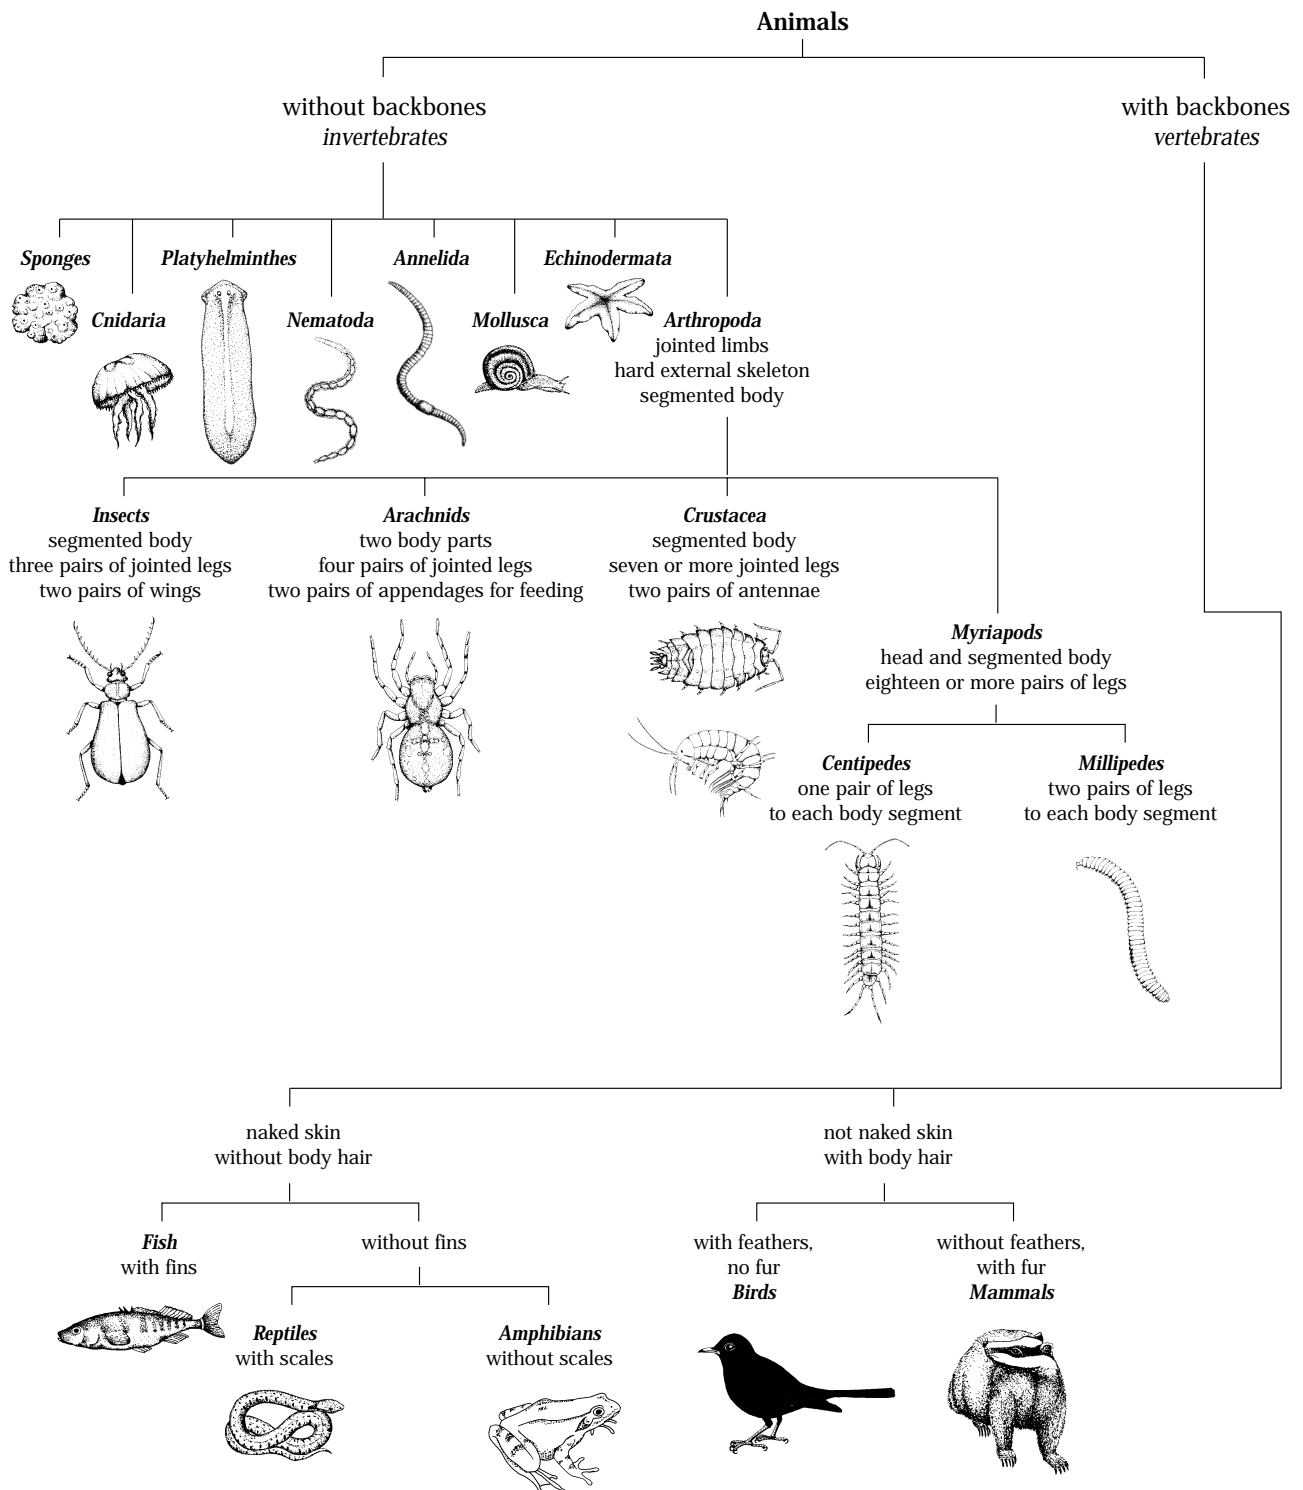 Animals
without backbones
invertebrates
with backbones
vertebrates
Sponges
Platyhelminthes
Annelida
Echinodermata
Cnidaria
Nematoda
Mollusca
Arthropoda
jointed limbs
hard external skeleton
segmented body
Insects
segmented body
three pairs of jointed legs
two pairs of wings
Arachnids
two body parts
four pairs of jointed legs
two pairs of appendages for feeding
Crustacea
segmented body
seven or more jointed legs
two pairs of antennae
Myriapods
head and segmented body
eighteen or more pairs of legs
Centipedes
one pair of legs
to each body segment
Millipedes
two pairs of legs
to each body segment
naked skin
without body hair
not naked skin
with body hair
Fish
with fins
without fins
with feathers,
no fur
Birds
without feathers,
with fur
Mammals
Reptiles
with scales
Amphibians
without scales